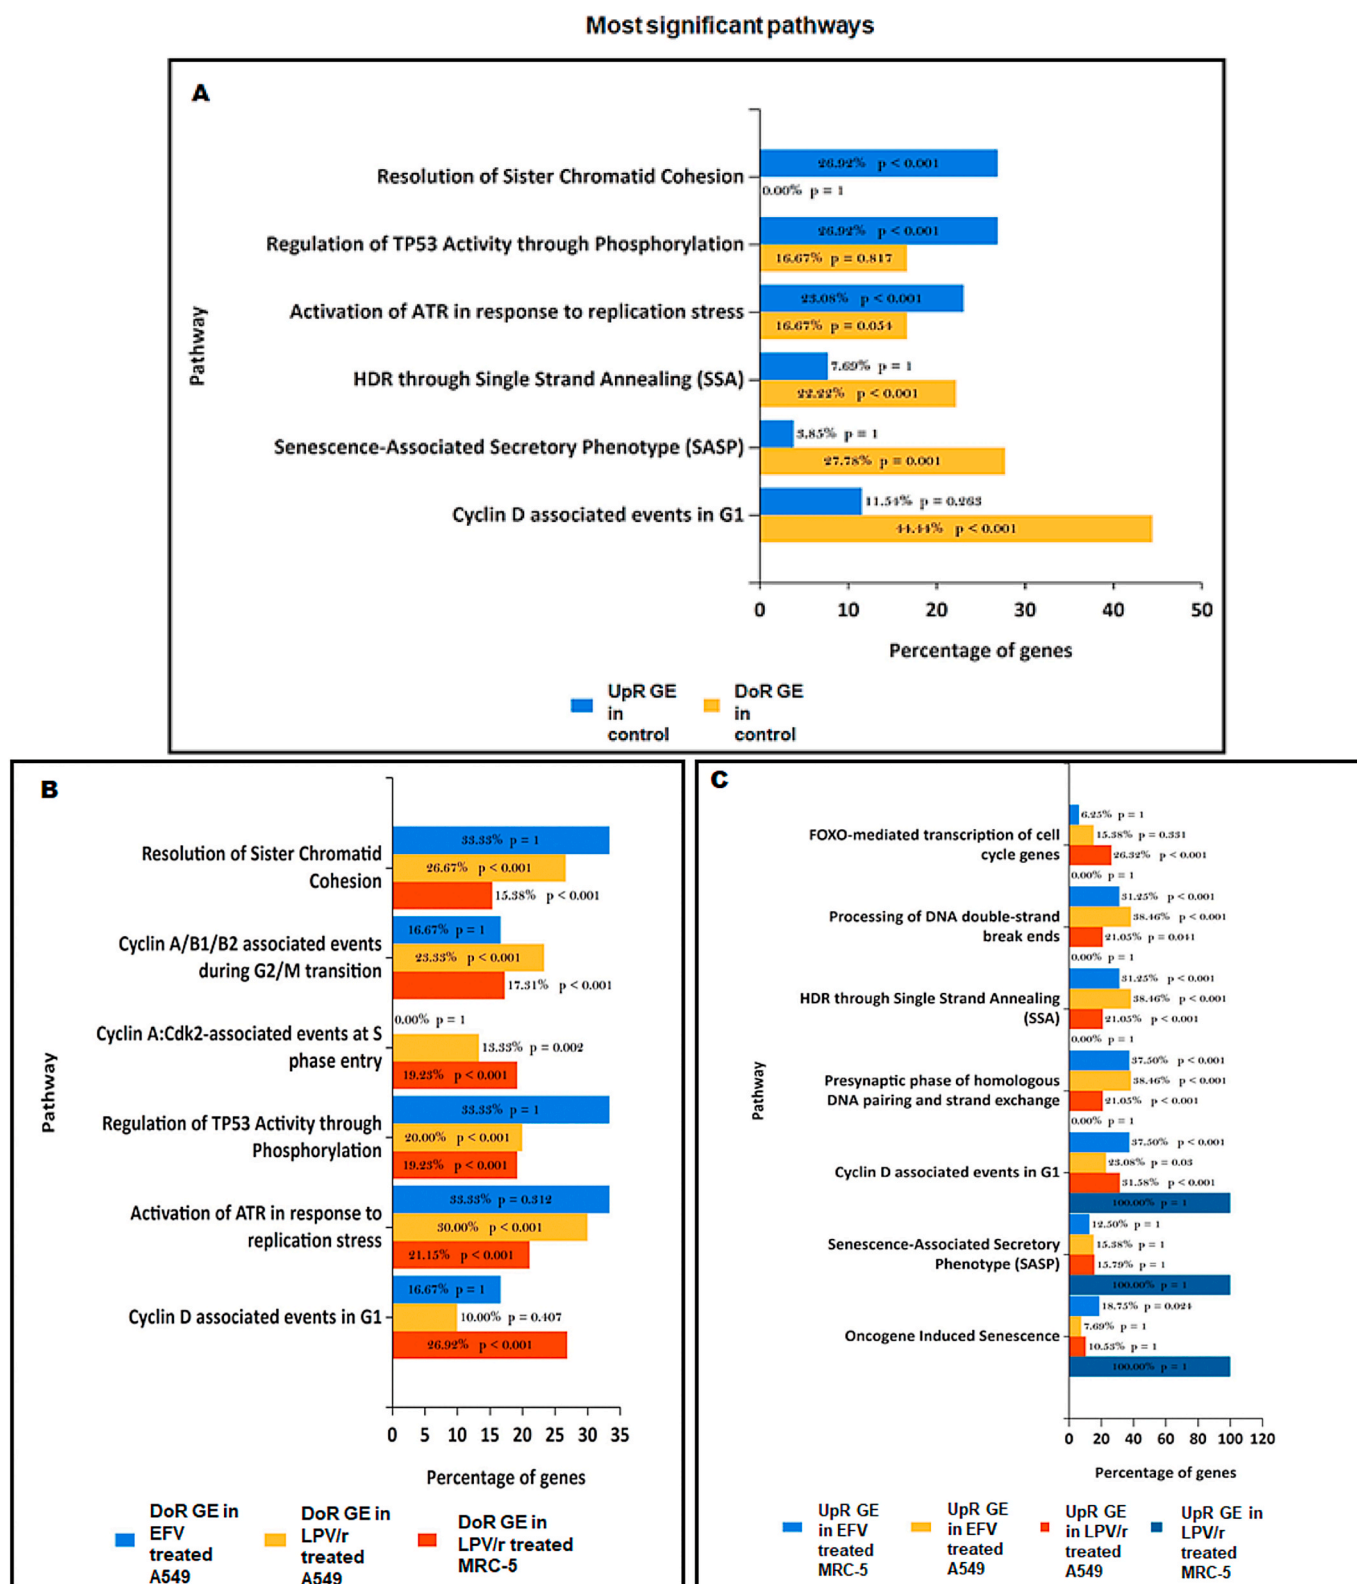 Most significant pathways
A
Pathway
Resolution of Sister Chromatid Cohesion
26.92% p < 0.001
0.00% p = 1
Regulation of TP53 Activity through Phosphorylation
26.92% p < 0.001
16.67% p = 0.817
Activation of ATR in response to replication stress
23.08% p < 0.001
16.67% p = 0.054
HDR through Single Strand Annealing (SSA)
7.69% p = 1
22.22% p < 0.001
Senescence-Associated Secretory Phenotype (SASP)
3.85% p = 1
27.78% p = 0.001
Cyclin D associated events in G1
11.54% p = 0.263
44.44% p < 0.001
0 10 20 30 40 50
Percentage of genes
UpR GE
in
control
DoR GE
in
control
B
Pathway
Resolution of Sister Chromatid
Cohesion
33.33% p = 1
26.67% p < 0.001
15.38% p < 0.001
Cyclin A/B1/B2 associated events
during G2/M transition
16.67% p = 1
23.33% p < 0.001
17.31% p < 0.001
Cyclin A:Cdk2-associated events at S
phase entry
0.00% p = 1
13.33% p = 0.002
19.23% p < 0.001
Regulation of TP53 Activity through
Phosphorylation
33.33% p = 1
20.00% p < 0.001
19.23% p < 0.001
Activation of ATR in response to
replication stress
33.33% p = 0.312
30.00% p < 0.001
21.15% p < 0.001
Cyclin D associated events in G1
16.67% p = 1
10.00% p = 0.407
26.92% p < 0.001
0 5 10 15 20 25 30 35
Percentage of genes
DoR GE in
EFV
treated
A549
DoR GE in
LPV/r
treated
A549
DoR GE in
LPV/r treated
MRC-5
C
Pathway
FOXO-mediated transcription of cell
cycle genes
6.25% p = 1
15.38% p = 0.331
26.32% p < 0.001
0.00% p = 1
Processing of DNA double-strand
break ends
31.25% p < 0.001
38.46% p < 0.001
21.05% p = 0.041
0.00% p = 1
HDR through Single Strand Annealing
(SSA)
31.25% p < 0.001
38.46% p < 0.001
21.05% p < 0.001
0.00% p = 1
Presynaptic phase of homologous
DNA pairing and strand exchange
37.50% p < 0.001
38.46% p < 0.001
21.05% p < 0.001
0.00% p = 1
Cyclin D associated events in G1
37.50% p < 0.001
23.08% p = 0.03
31.58% p < 0.001
100.00% p = 1
Senescence-Associated Secretory
Phenotype (SASP)
12.50% p = 1
15.38% p = 1
15.79% p = 1
100.00% p = 1
Oncogene Induced Senescence
18.75% p = 0.024
7.69% p = 1
10.53% p = 1
100.00% p = 1
0 20 40 60 80 100 120
Percentage of genes
UpR GE
in EFV
treated
MRC-5
UpR GE
in EFV
treated
A549
UpR GE
in LPV/r
treated
A549
UpR GE in
LPV/r
treated
MRC-5